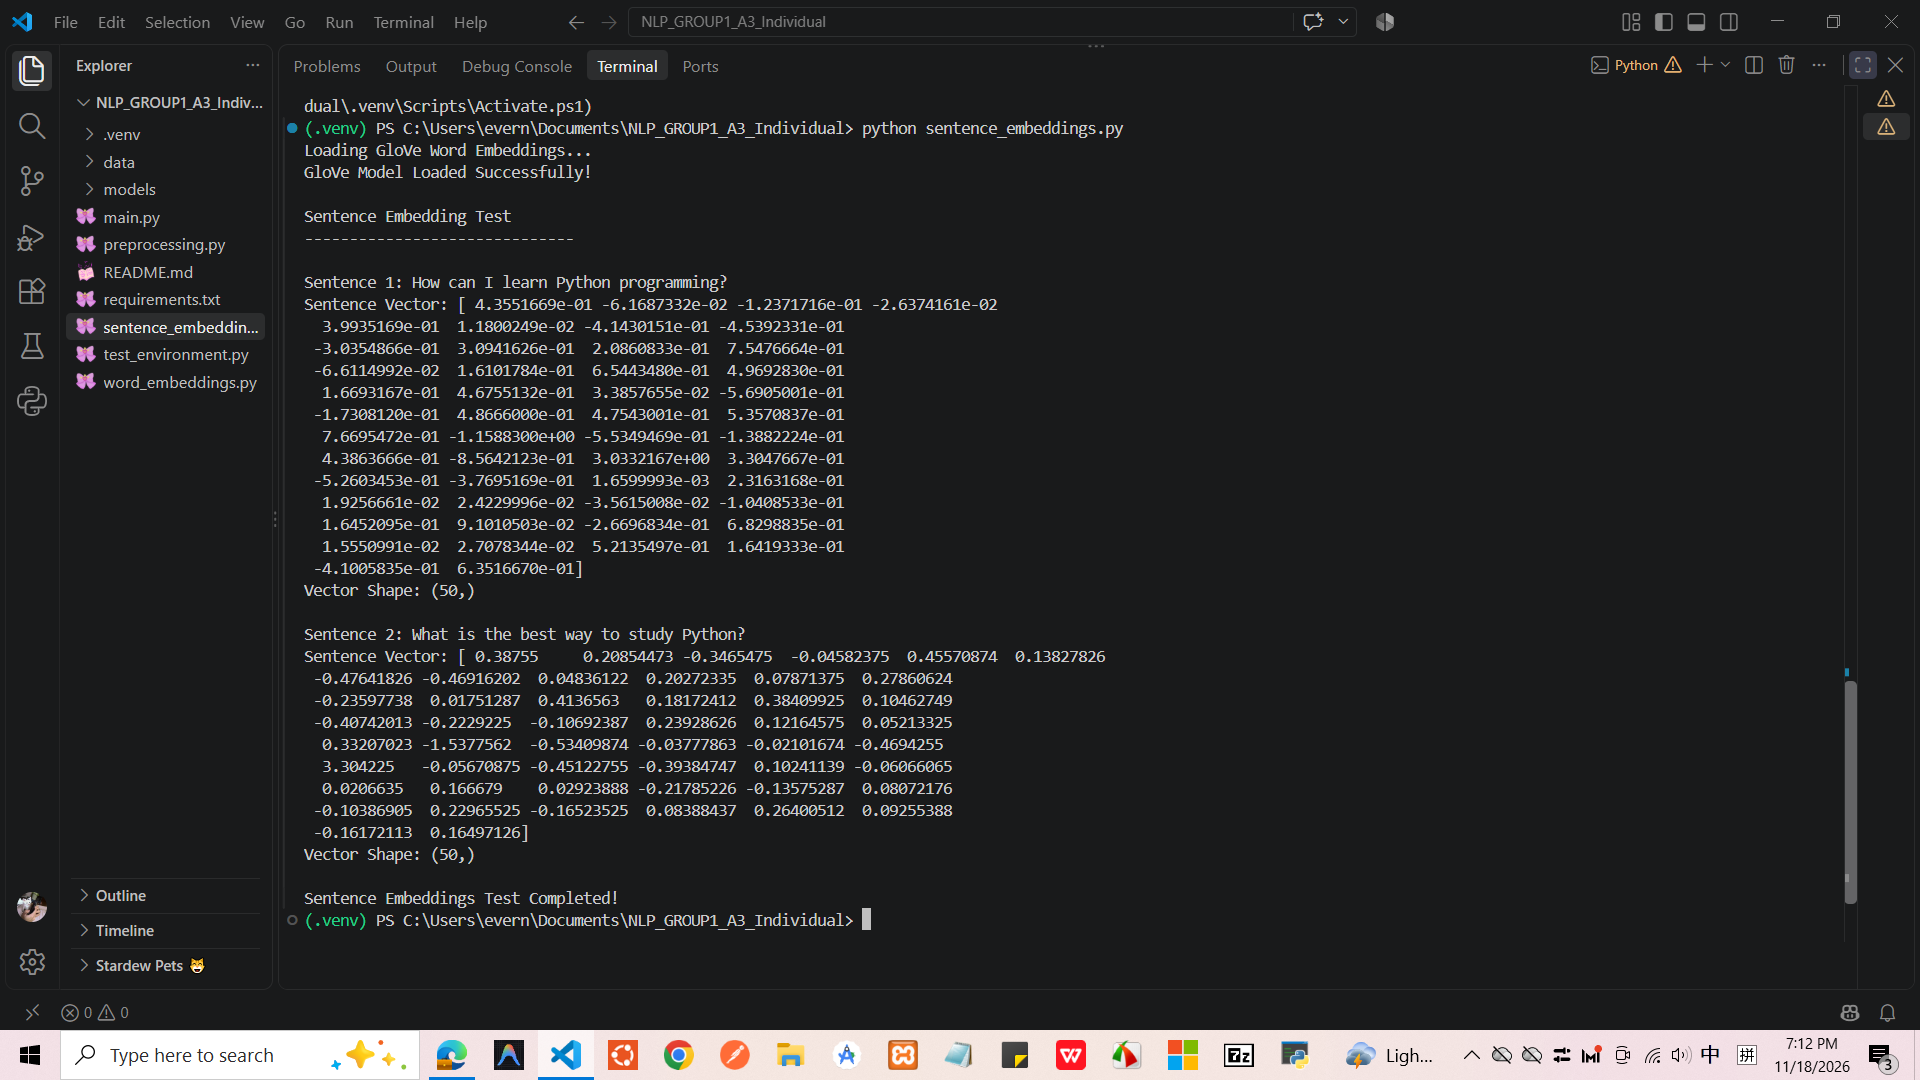 File Edit Selection View Go Run Terminal Help
NLP_GROUP1_A3_Individual
Explorer
NLP_GROUP1_A3_Indiv...
.venv
data
models
main.py
preprocessing.py
README.md
requirements.txt
sentence_embeddin...
test_environment.py
word_embeddings.py
Outline
Timeline
Stardew Pets
Problems Output Debug Console Terminal Ports
Python
dual\.venv\Scripts\Activate.ps1)
(.venv) PS C:\Users\evern\Documents\NLP_GROUP1_A3_Individual> python sentence_embeddings.py
Loading GloVe Word Embeddings...
GloVe Model Loaded Successfully!
Sentence Embedding Test
------------------------------
Sentence 1: How can I learn Python programming?
Sentence Vector: [ 4.3551669e-01 -6.1687332e-02 -1.2371716e-01 -2.6374161e-02
3.9935169e-01 1.1800249e-02 -4.1430151e-01 -4.5392331e-01
-3.0354866e-01 3.0941626e-01 2.0860833e-01 7.5476664e-01
-6.6114992e-02 1.6101784e-01 6.5443480e-01 4.9692830e-01
1.6693167e-01 4.6755132e-01 3.3857655e-02 -5.6905001e-01
-1.7308120e-01 4.8666000e-01 4.7543001e-01 5.3570837e-01
7.6695472e-01 -1.1588300e+00 -5.5349469e-01 -1.3882224e-01
4.3863666e-01 -8.5642123e-01 3.0332167e+00 3.3047667e-01
-5.2603453e-01 -3.7695169e-01 1.6599993e-03 2.3163168e-01
1.9256661e-02 2.4229996e-02 -3.5615008e-02 -1.0408533e-01
1.6452095e-01 9.1010503e-02 -2.6696834e-01 6.8298835e-01
1.5550991e-02 2.7078344e-02 5.2135497e-01 1.6419333e-01
-4.1005835e-01 6.3516670e-01]
Vector Shape: (50,)
Sentence 2: What is the best way to study Python?
Sentence Vector: [ 0.38755 0.20854473 -0.3465475 -0.04582375 0.45570874 0.13827826
-0.47641826 -0.46916202 0.04836122 0.20272335 0.07871375 0.27860624
-0.23597738 0.01751287 0.4136563 0.18172412 0.38409925 0.10462749
-0.40742013 -0.2229225 -0.10692387 0.23928626 0.12164575 0.05213325
0.33207023 -1.5377562 -0.53409874 -0.03777863 -0.02101674 -0.4694255
3.304225 -0.05670875 -0.45122755 -0.39384747 0.10241139 -0.06066065
0.0206635 0.166679 0.02923888 -0.21785226 -0.13575287 0.08072176
-0.10386905 0.22965525 -0.16523525 0.08388437 0.26400512 0.09255388
-0.16172113 0.16497126]
Vector Shape: (50,)
Sentence Embeddings Test Completed!
(.venv) PS C:\Users\evern\Documents\NLP_GROUP1_A3_Individual>
0 0
Type here to search
Ligh...
中
拼
7:12 PM
11/18/2026
3